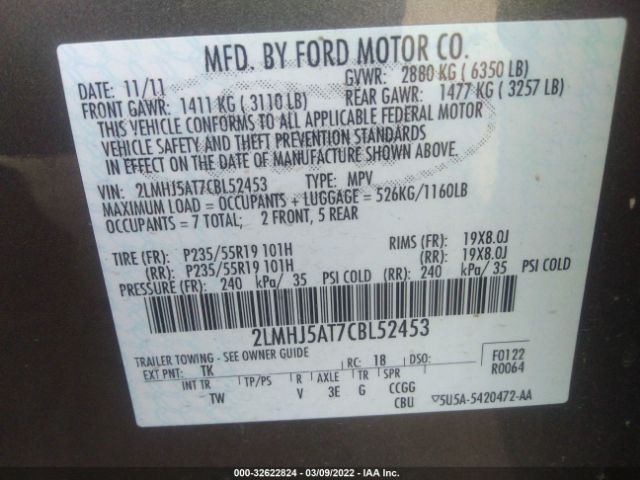 MFD. BY FORD MOTOR CO.
DATE: 11/11 GVWR: 2880 KG ( 6350 LB)
FRONT GAWR: 1411 KG ( 3110 LB) REAR GAWR: 1477 KG ( 3257 LB)
THIS VEHICLE CONFORMS TO ALL APPLICABLE FEDERAL MOTOR
VEHICLE SAFETY AND THEFT PREVENTION STANDARDS
IN EFFECT ON THE DATE OF MANUFACTURE SHOWN ABOVE.
VIN: 2LMHJ5AT7CBL52453 TYPE: MPV
MAXIMUM LOAD = OCCUPANTS + LUGGAGE = 526KG/1160LB
OCCUPANTS = 7 TOTAL; 2 FRONT, 5 REAR
TIRE (FR): P235/55R19 101H RIMS (FR): 19X8.0J
(RR): P235/55R19 101H (RR): 19X8.0J
PRESSURE (FR): 240 kPa/ 35 PSI COLD (RR): 240 kPa/ 35 PSI COLD
2LMHJ5AT7CBL52453
TRAILER TOWING - SEE OWNER GUIDE
EXT PNT: TK RC: 18 DSO: F0122
R0064
INT TR TP/PS R AXLE TR SPR
TW V 3E G CCGG
CBU ▽5U5A-5420472-AA
000-32622824 - 03/09/2022 - IAA Inc.